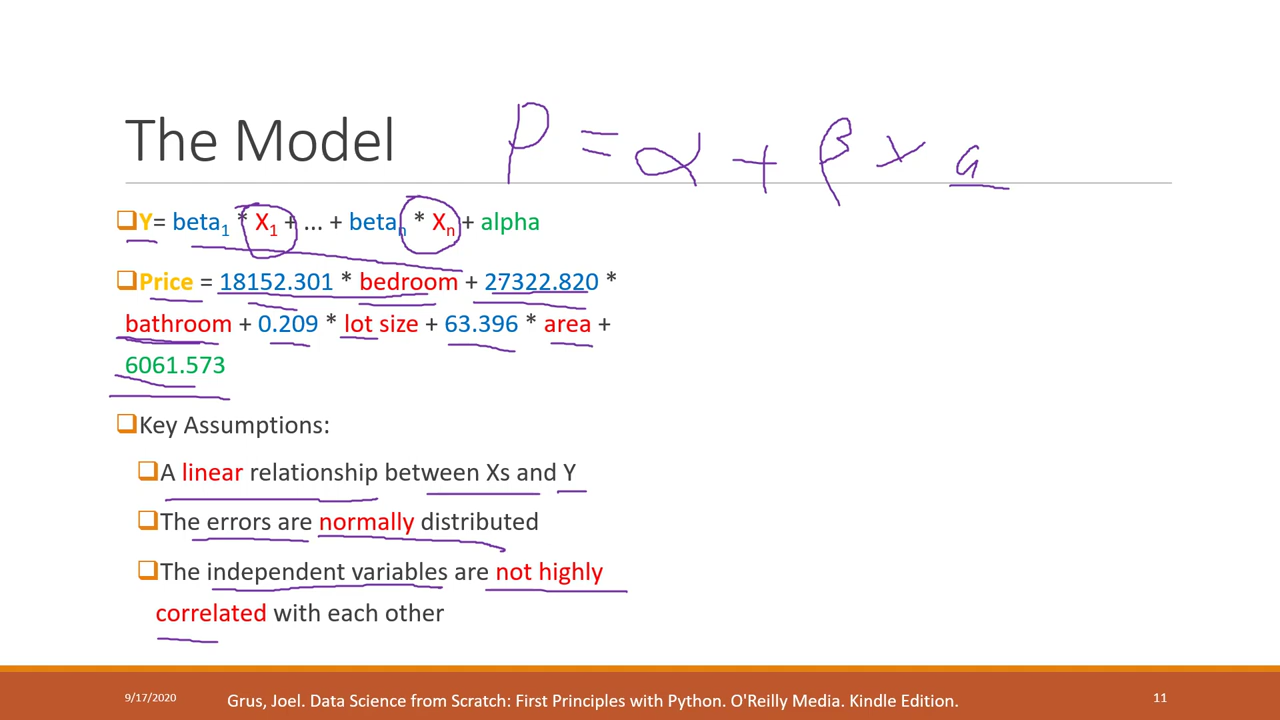 The Model
P = α + β × a
Y= beta1 * X1 + ... + betan * Xn + alpha
Price = 18152.301 * bedroom + 27322.820 *
bathroom + 0.209 * lot size + 63.396 * area +
6061.573
Key Assumptions:
A linear relationship between Xs and Y
The errors are normally distributed
The independent variables are not highly
correlated with each other
9/17/2020
Grus, Joel. Data Science from Scratch: First Principles with Python. O'Reilly Media. Kindle Edition.
11